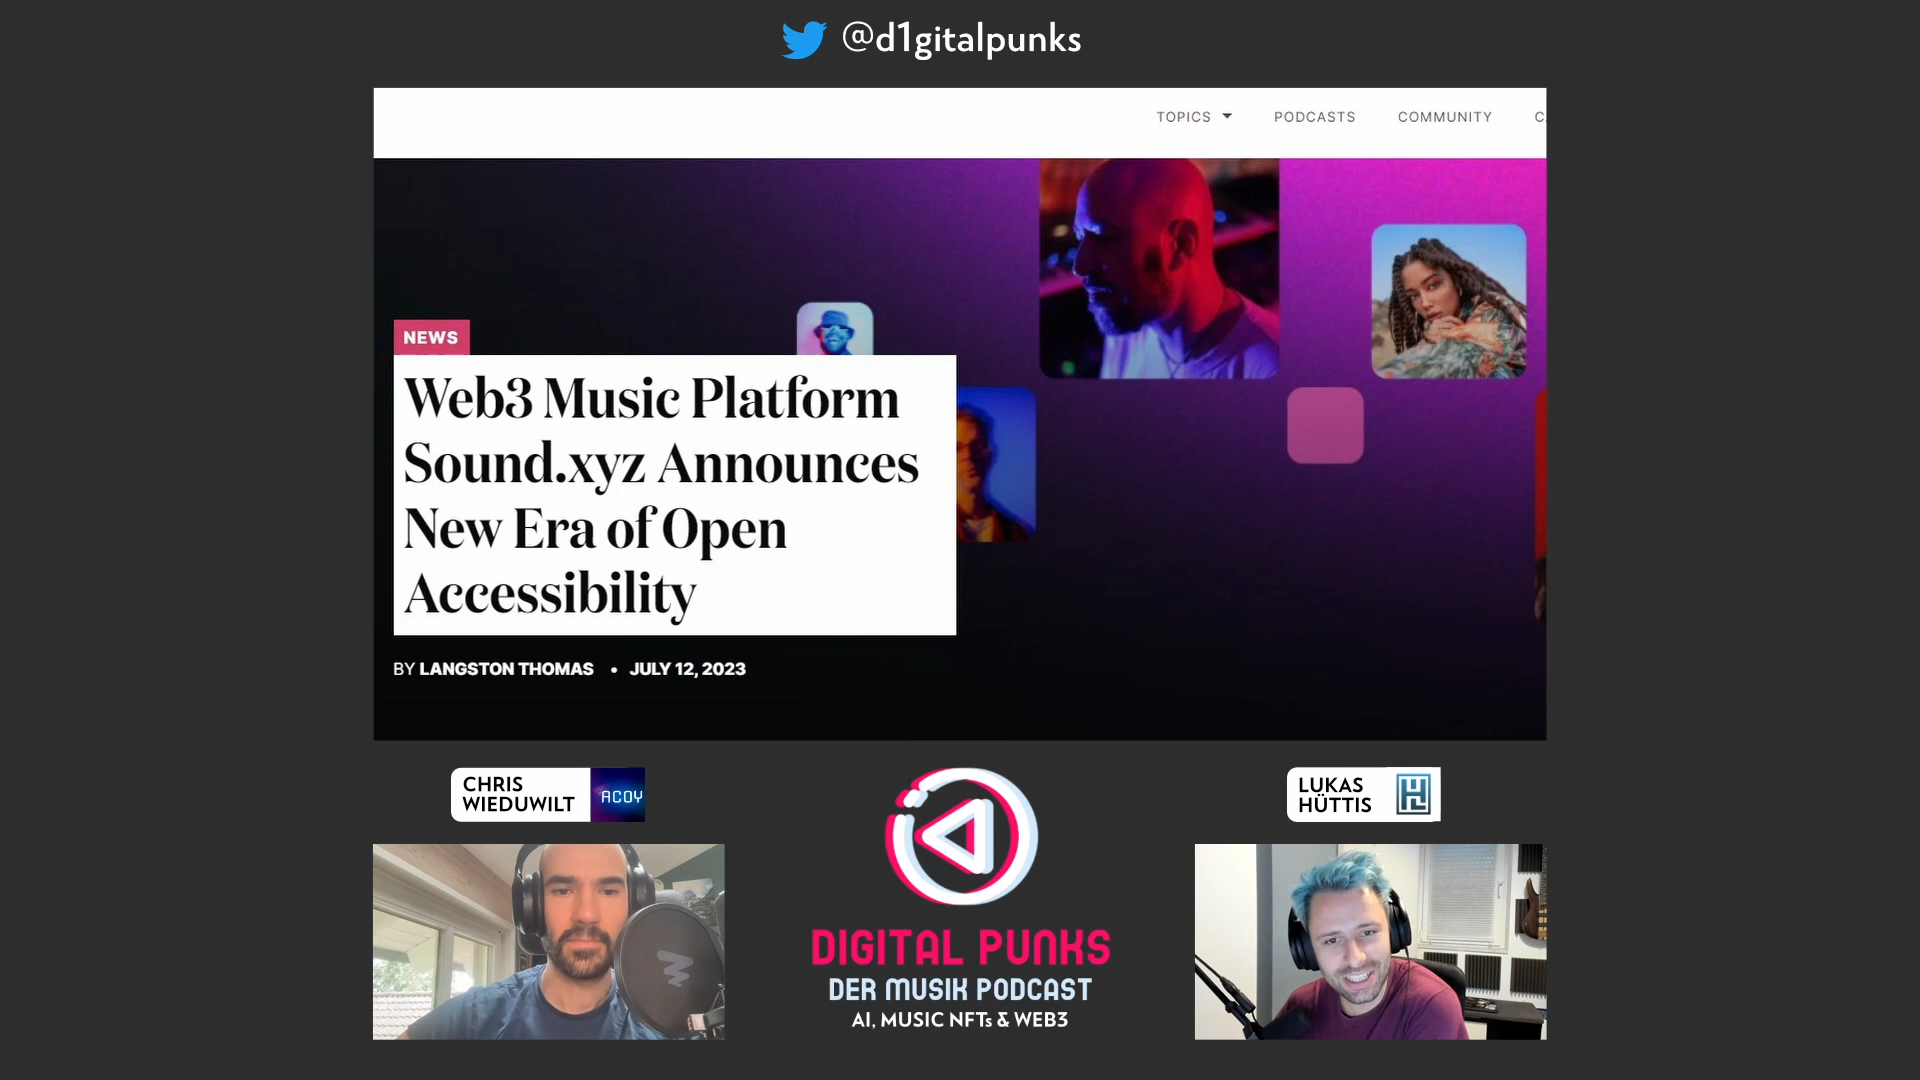 @d1gitalpunks
TOPICS PODCASTS COMMUNITY
NEWS
Web3 Music Platform
Sound.xyz Announces
New Era of Open
Accessibility
BY LANGSTON THOMAS • JULY 12, 2023
CHRIS
WIEDUWILT
ACOY
LUKAS
HÜTTIS
DIGITAL PUNKS
DER MUSIK PODCAST
AI, MUSIC NFTs & WEB3